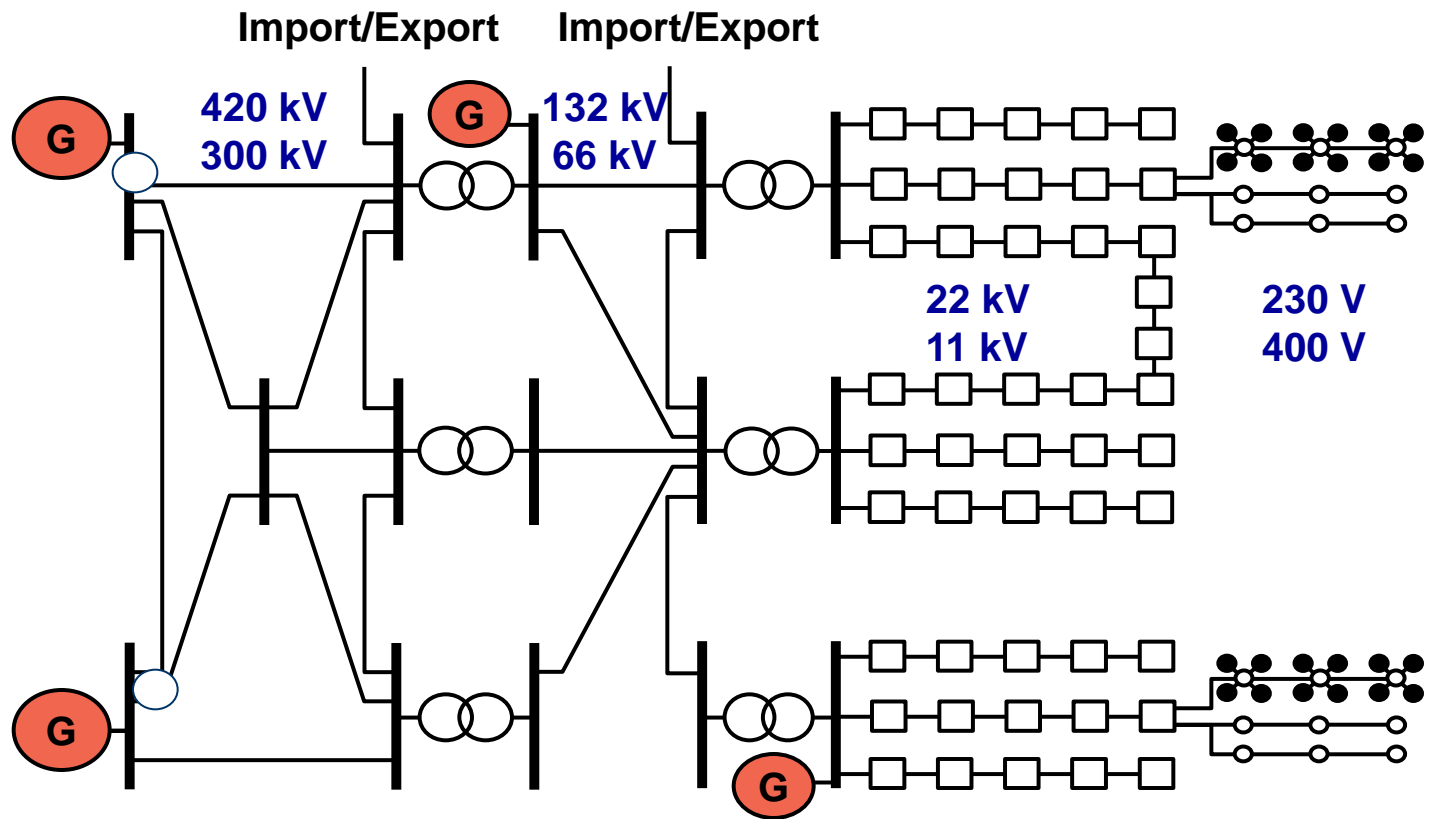 Import/Export Import/Export
G 420 kV G 132 kV
300 kV 66 kV
22 kV 230 V
11 kV 400 V
G
G